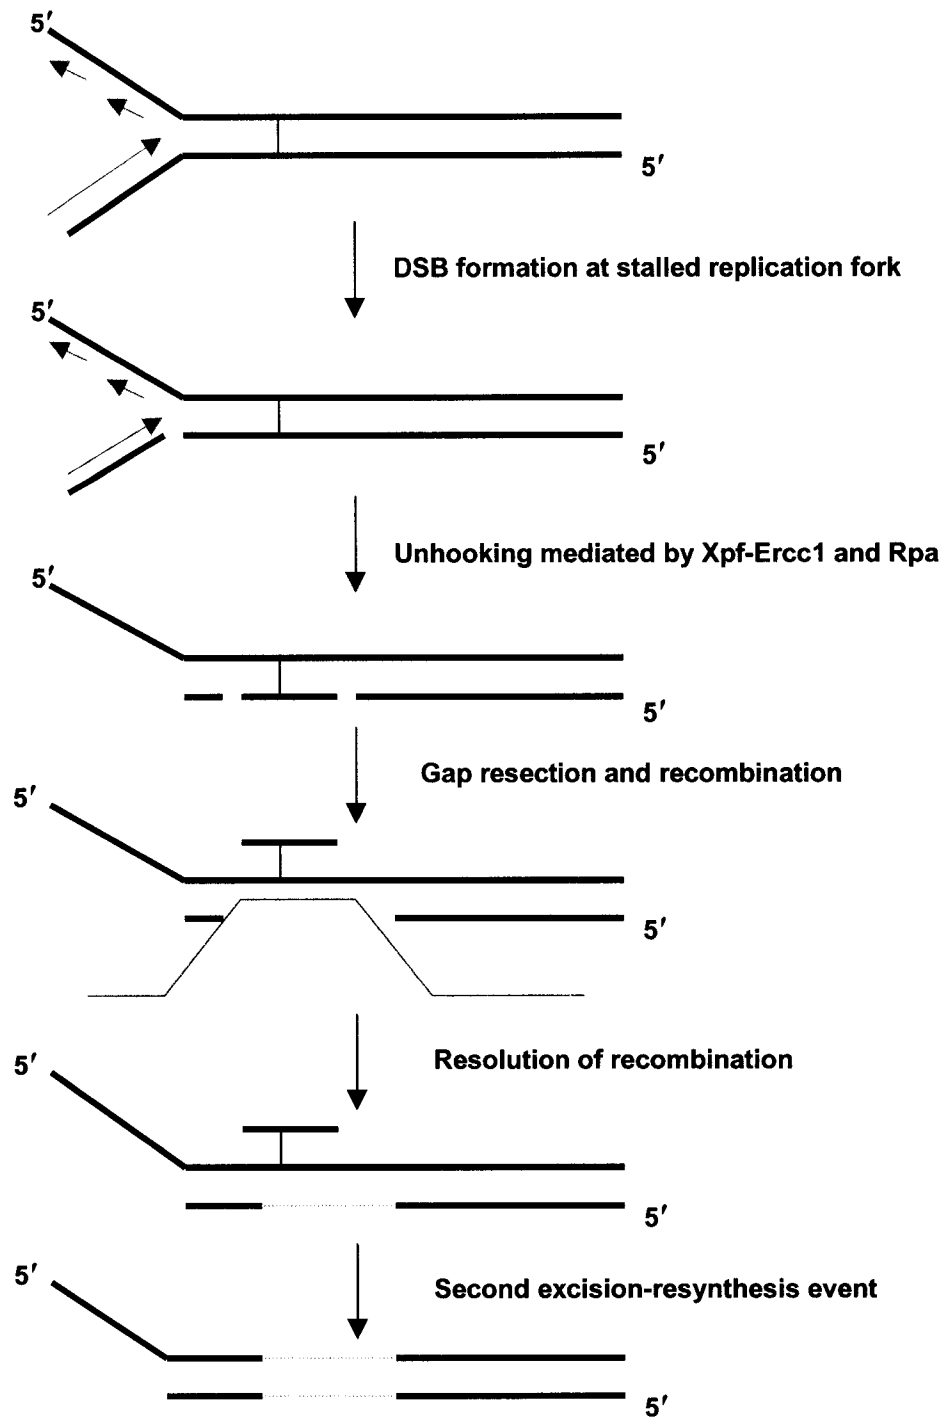 5′
5′
DSB formation at stalled replication fork
5′
5′
Unhooking mediated by Xpf-Ercc1 and Rpa
5′
5′
Gap resection and recombination
5′
5′
Resolution of recombination
5′
5′
Second excision-resynthesis event
5′
5′